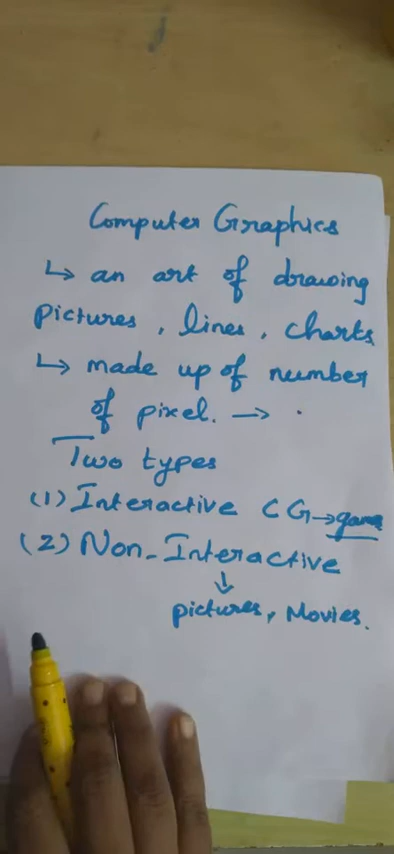 Computer Graphics
↳ an art of drawing
pictures, lines, charts
↳ made up of number
of pixel. → .
Two types
(1) Interactive CG → game
(2) Non-Interactive
↓
pictures, Movies.